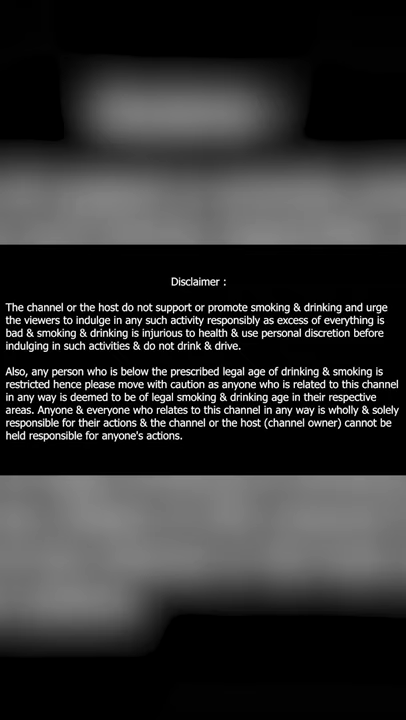 Disclaimer :
The channel or the host do not support or promote smoking & drinking and urge
the viewers to indulge in any such activity responsibly as excess of everything is
bad & smoking & drinking is injurious to health & use personal discretion before
indulging in such activities & do not drink & drive.
Also, any person who is below the prescribed legal age of drinking & smoking is
restricted hence please move with caution as anyone who is related to this channel
in any way is deemed to be of legal smoking & drinking age in their respective
areas. Anyone & everyone who relates to this channel in any way is wholly & solely
responsible for their actions & the channel or the host (channel owner) cannot be
held responsible for anyone's actions.